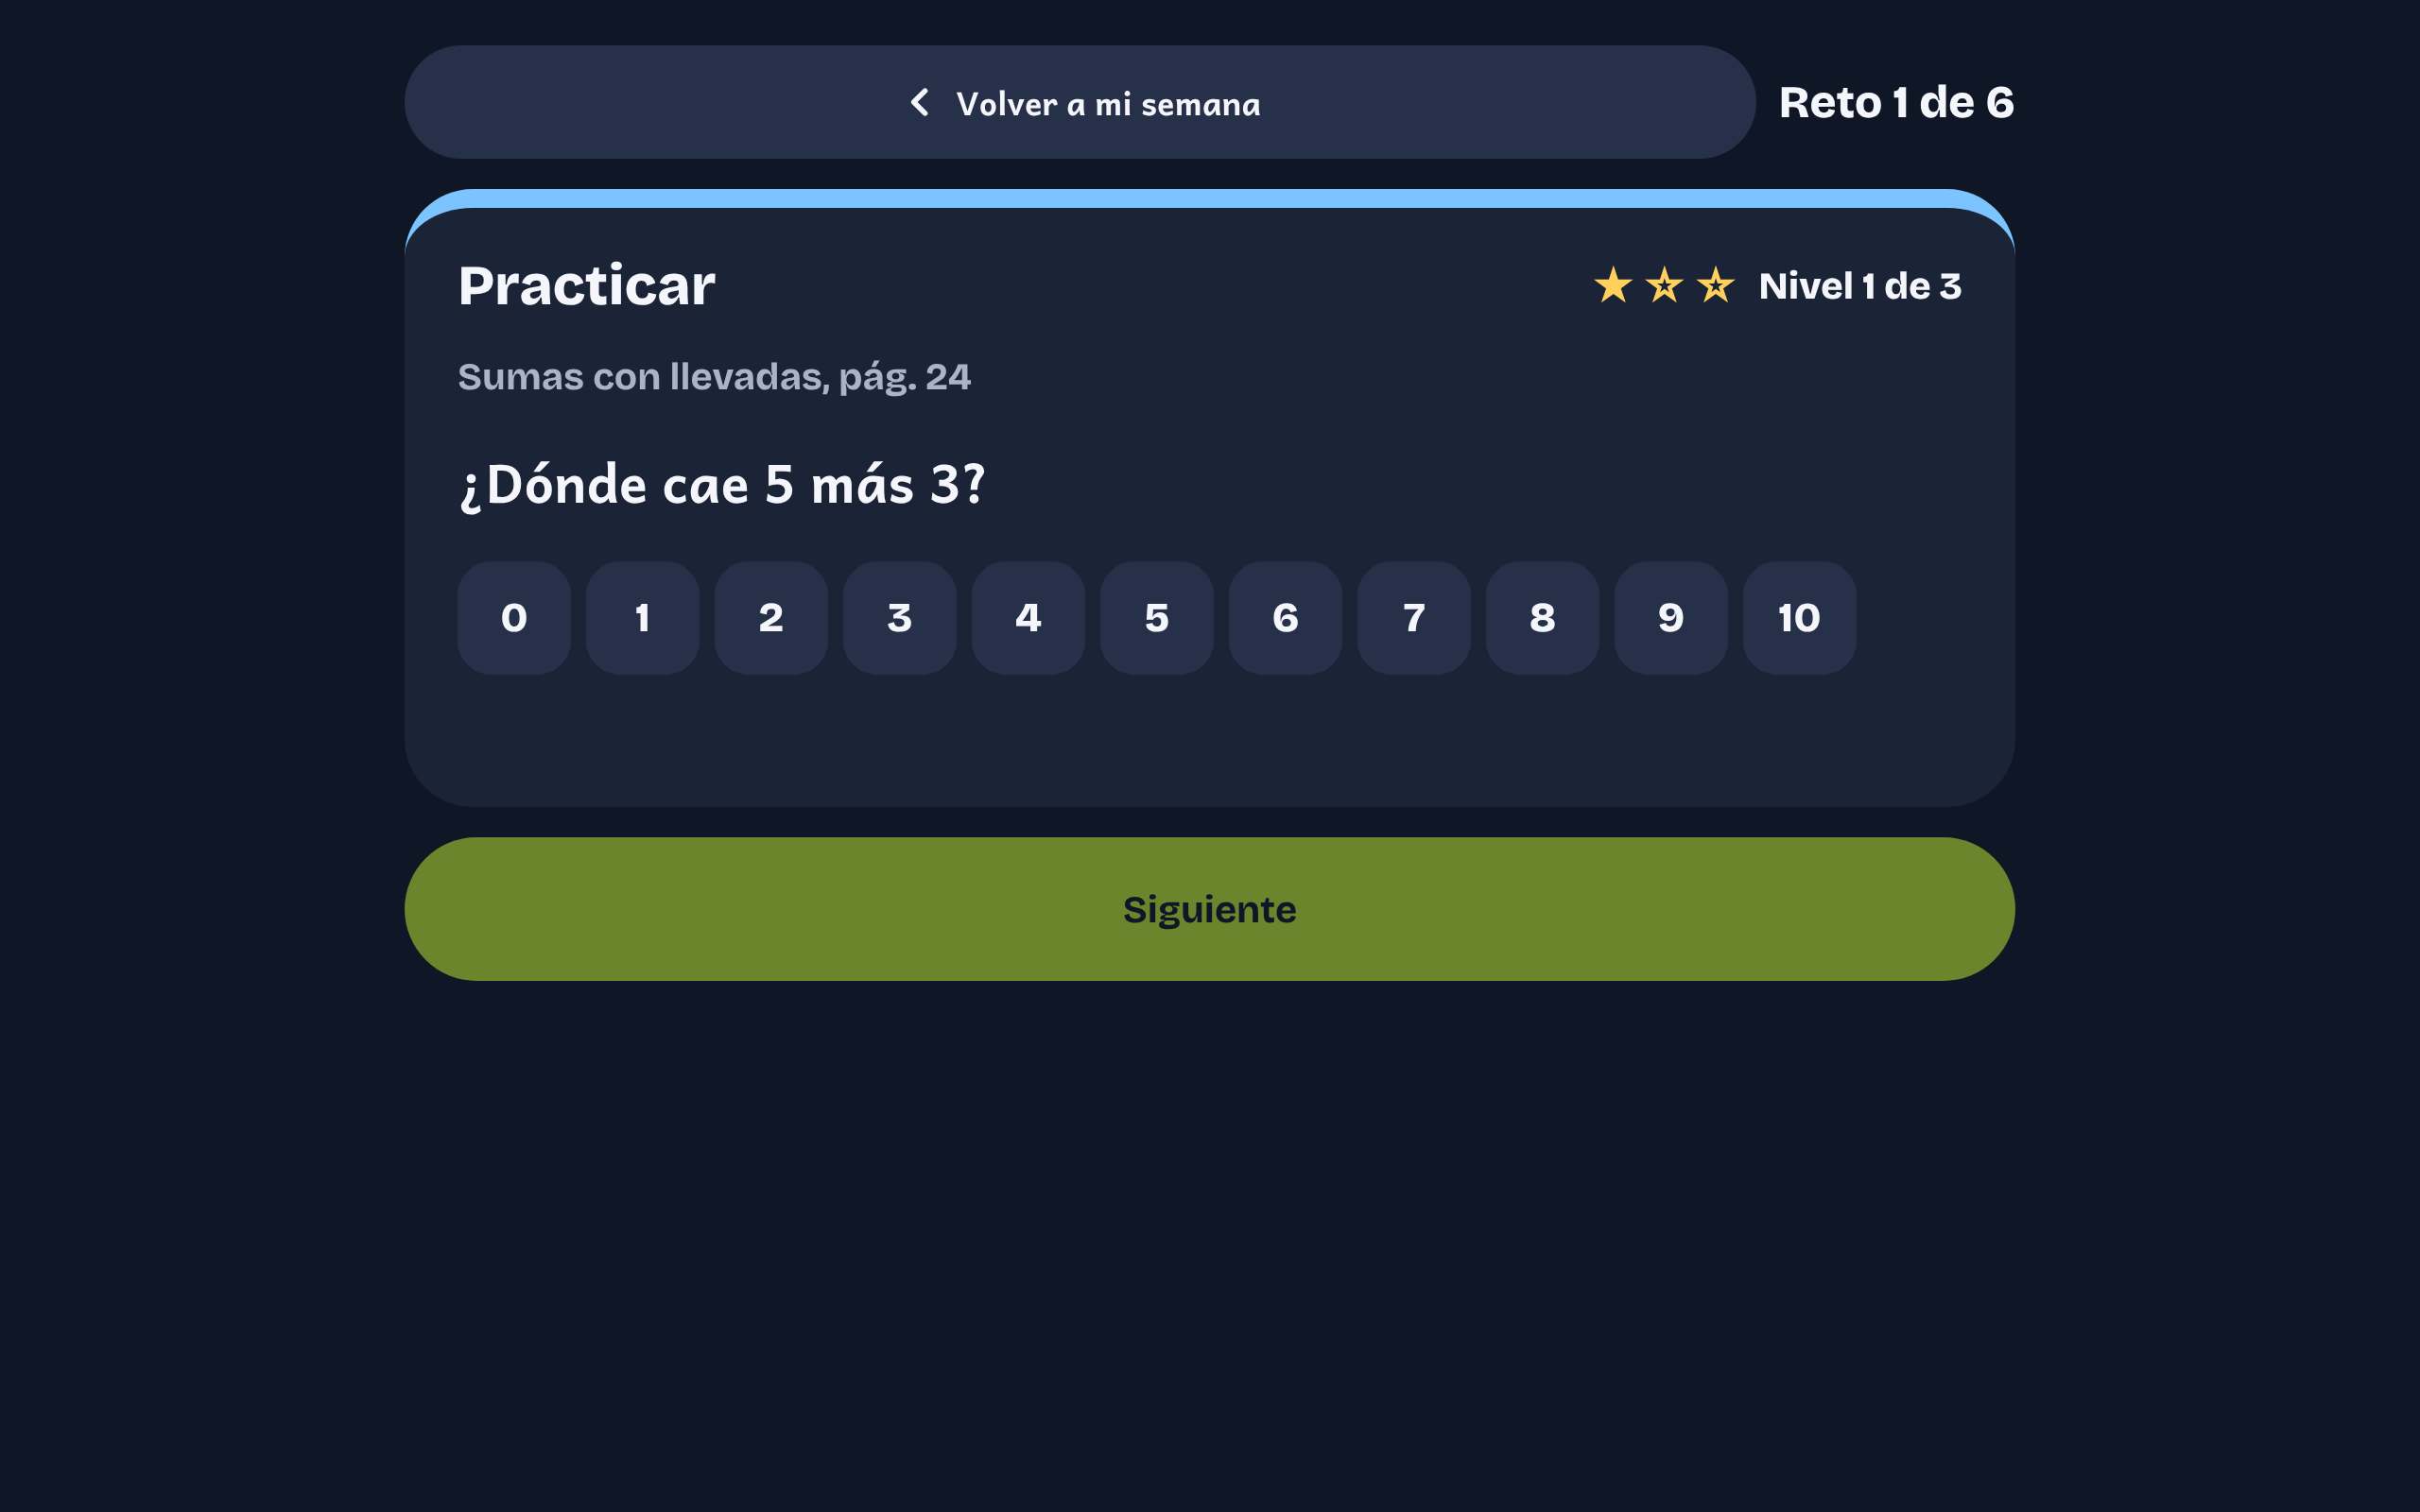 Volver a mi semana
Reto 1 de 6
Practicar
Nivel 1 de 3
Sumas con llevadas, pág. 24
¿Dónde cae 5 más 3?
0 1 2 3 4 5 6 7 8 9 10
Siguiente